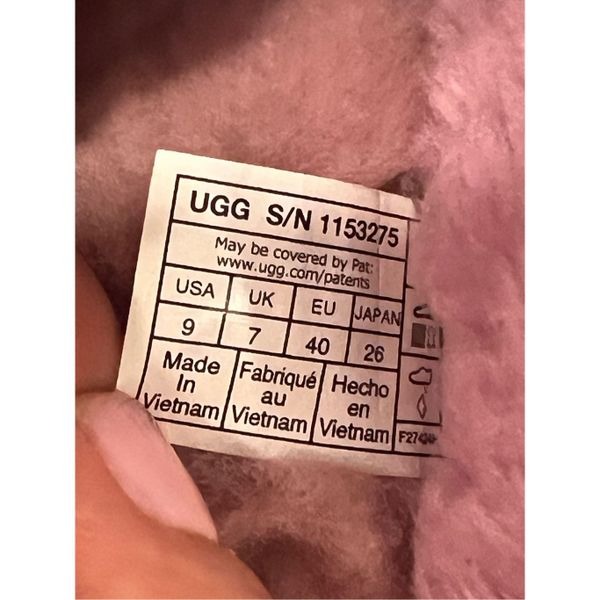 UGG S/N 1153275
May be covered by Pat:
www.ugg.com/patents
USA UK EU JAPAN
9 7 40 26
Made Fabriqué Hecho
In au en
Vietnam Vietnam Vietnam